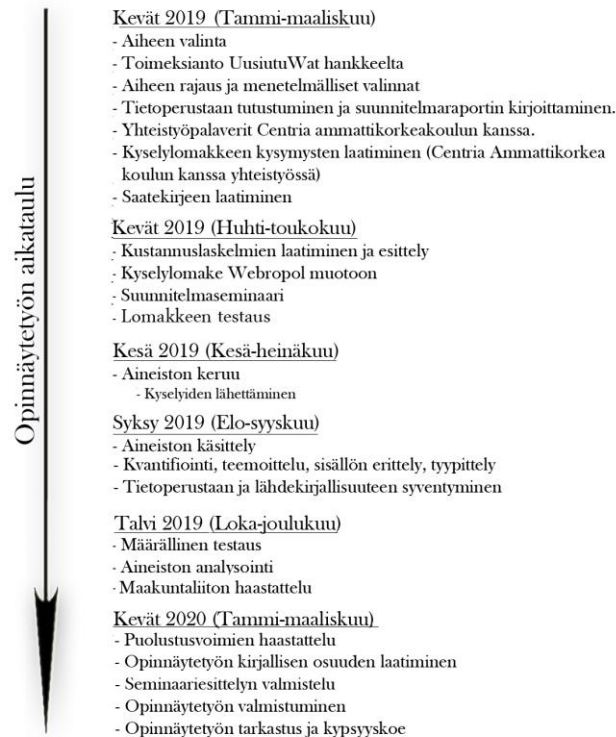 Opinnäytetyön aikataulu
Kevät 2019 (Tammi-maaliskuu)
- Aiheen valinta
- Toimeksianto UusiutuWat hankkeelta
- Aiheen rajaus ja menetelmälliset valinnat
- Tietoperustaan tutustuminen ja suunnitelmaraportin kirjoittaminen.
- Yhteistyöpalaverit Centria ammattikorkeakoulun kanssa.
- Kyselylomakkeen kysymysten laatiminen (Centria Ammattikorkea
koulun kanssa yhteistyössä)
- Saatekirjeen laatiminen
Kevät 2019 (Huhti-toukokuu)
- Kustannuslaskelmien laatiminen ja esittely
- Kyselylomake Webropol muotoon
- Suunnitelmaseminaari
- Lomakkeen testaus
Kesä 2019 (Kesä-heinäkuu)
- Aineiston keruu
- Kyselyiden lähettäminen
Syksy 2019 (Elo-syyskuu)
- Aineiston käsittely
- Kvantifiointi, teemoittelu, sisällön erittely, tyypittely
- Tietoperustaan ja lähdekirjallisuuteen syventyminen
Talvi 2019 (Loka-joulukuu)
- Määrällinen testaus
- Aineiston analysointi
- Maakuntaliiton haastattelu
Kevät 2020 (Tammi-maaliskuu)
- Puolustusvoimien haastattelu
- Opinnäytetyön kirjallisen osuuden laatiminen
- Seminaariesittelyn valmistelu
- Opinnäytetyön valmistuminen
- Opinnäytetyön tarkastus ja kypsyyskoe